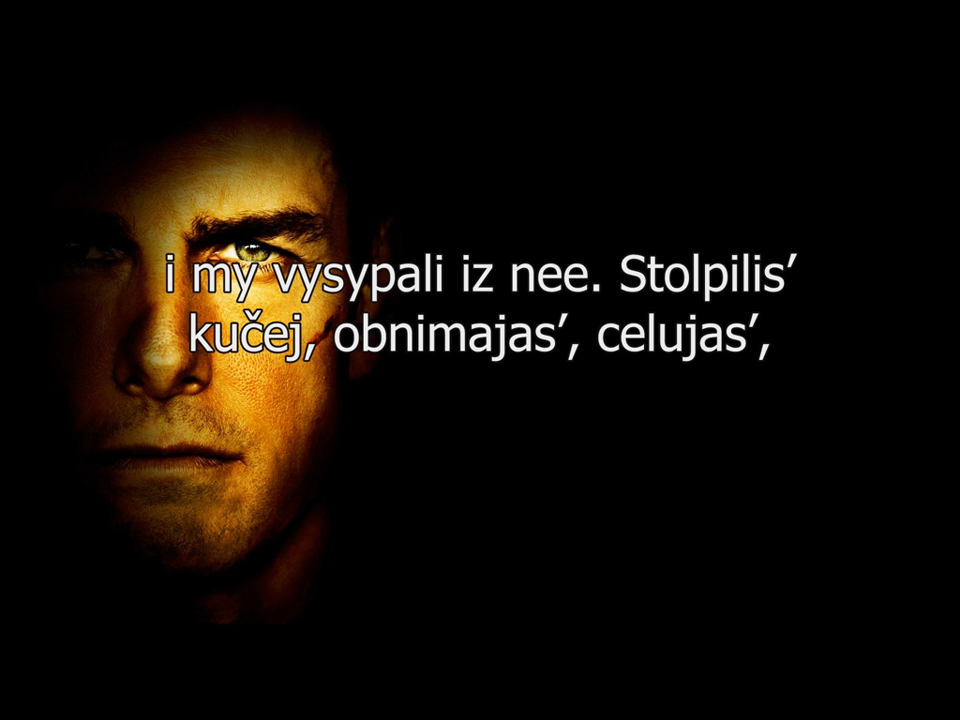 i my vysypali iz nee. Stolpilis’
kučej, obnimajas’, celujas’,